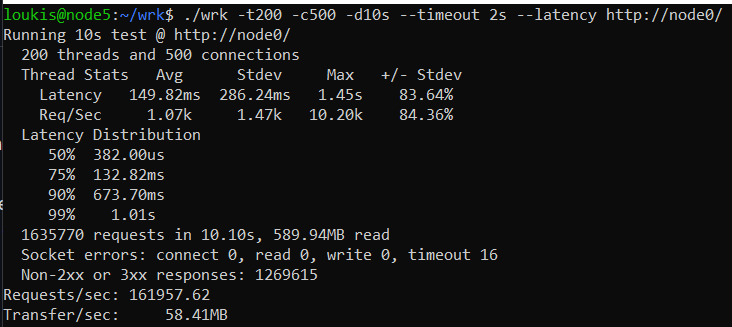 loukis@node5:~/wrk$ ./wrk -t200 -c500 -d10s --timeout 2s --latency http://node0/
Running 10s test @ http://node0/
  200 threads and 500 connections
  Thread Stats   Avg      Stdev     Max   +/- Stdev
    Latency   149.82ms  286.24ms   1.45s    83.64%
    Req/Sec     1.07k     1.47k   10.20k    84.36%
  Latency Distribution
     50%  382.00us
     75%  132.82ms
     90%  673.70ms
     99%    1.01s
  1635770 requests in 10.10s, 589.94MB read
  Socket errors: connect 0, read 0, write 0, timeout 16
  Non-2xx or 3xx responses: 1269615
Requests/sec: 161957.62
Transfer/sec:     58.41MB